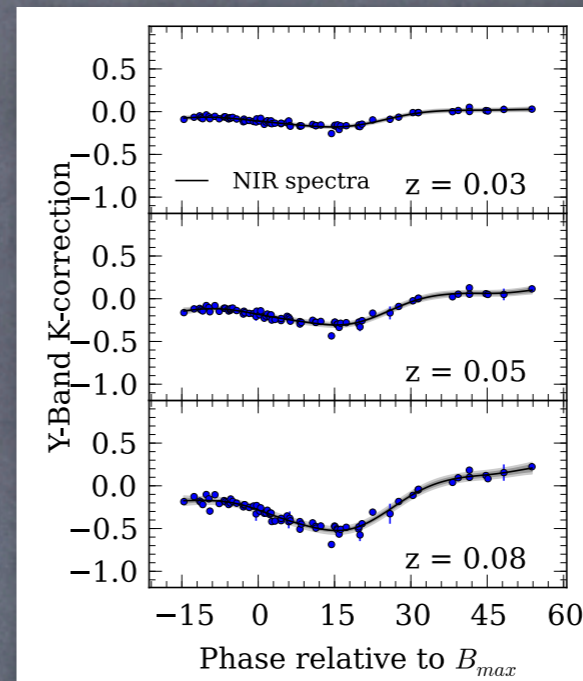 Y-Band K-correction
0.5
0.0
−0.5
−1.0
NIR spectra
z = 0.03
0.5
0.0
−0.5
−1.0
z = 0.05
0.5
0.0
−0.5
−1.0
z = 0.08
−15 0 15 30 45 60
Phase relative to B_max